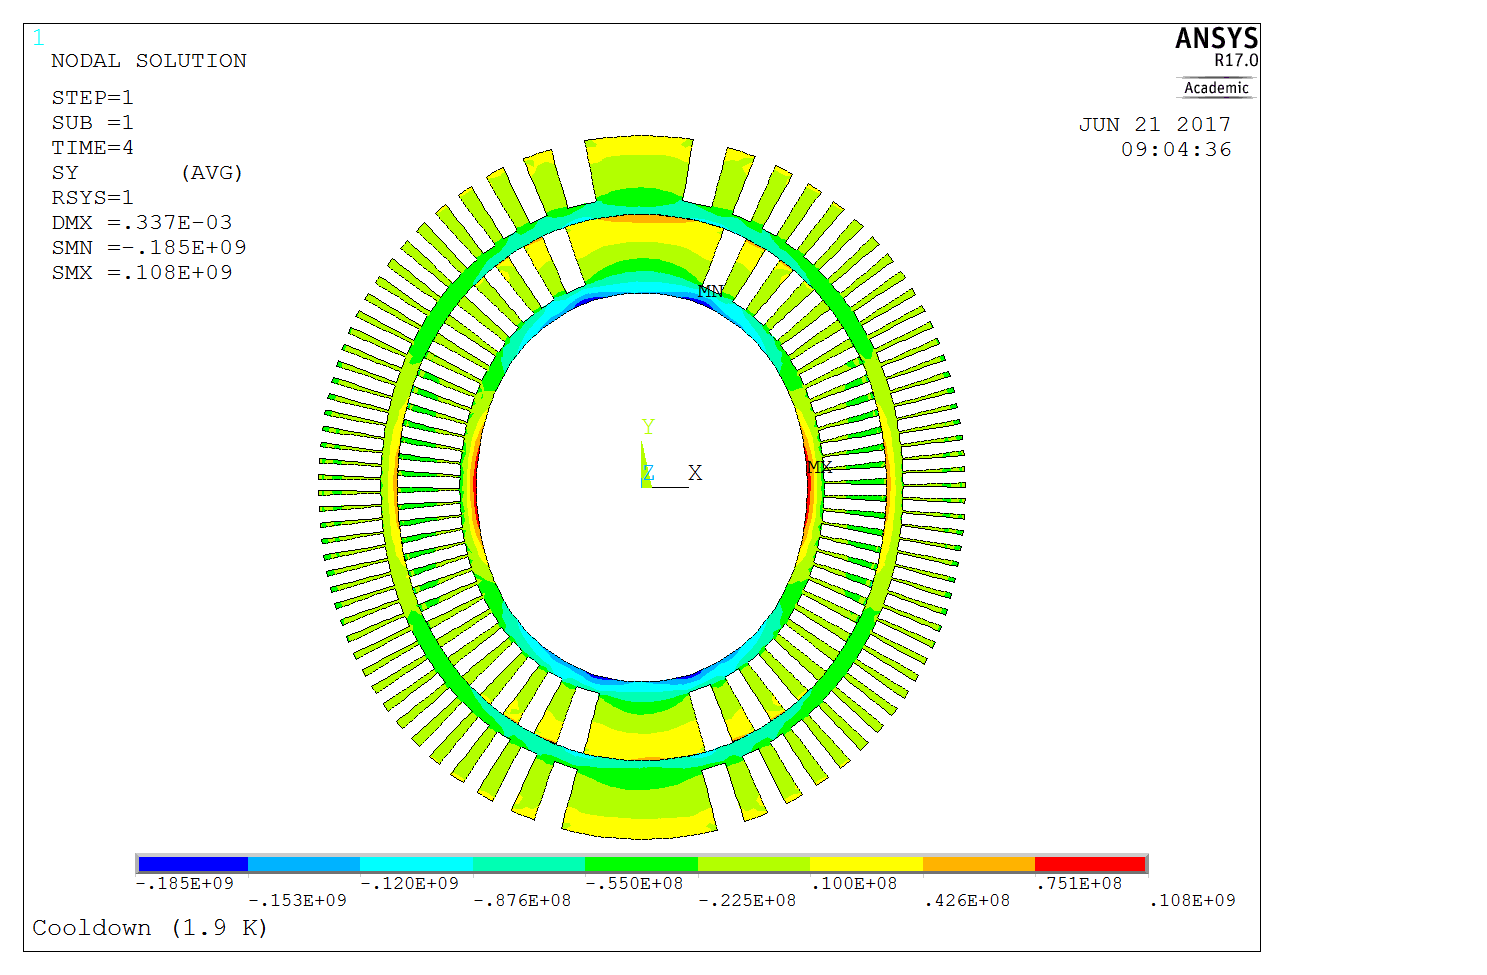 1
ANSYS
R17.0
Academic
NODAL SOLUTION
STEP=1
SUB =1
TIME=4
SY (AVG)
RSYS=1
DMX =.337E-03
SMN =-.185E+09
SMX =.108E+09
JUN 21 2017
09:04:36
MN
Y
MX
Z X
-.185E+09 -.120E+09 -.550E+08 .100E+08 .751E+08
-.153E+09 -.876E+08 -.225E+08 .426E+08 .108E+09
Cooldown (1.9 K)